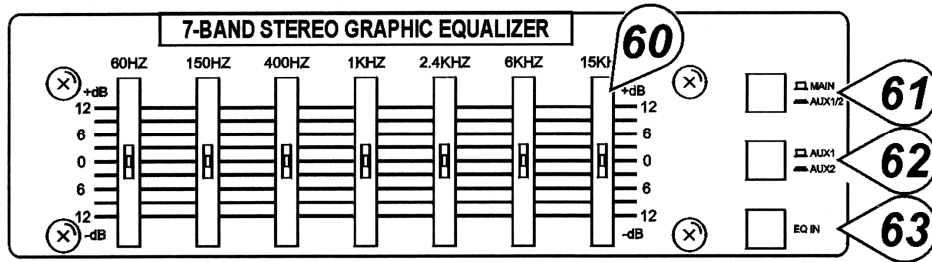 7-BAND STEREO GRAPHIC EQUALIZER
60
60HZ 150HZ 400HZ 1KHZ 2.4KHZ 6KHZ
+dB +dB
12 12
6 6
0 0
6 6
12 12
-dB -dB
MAIN
AUX1/2
61
AUX1
AUX2
62
EQ IN
63